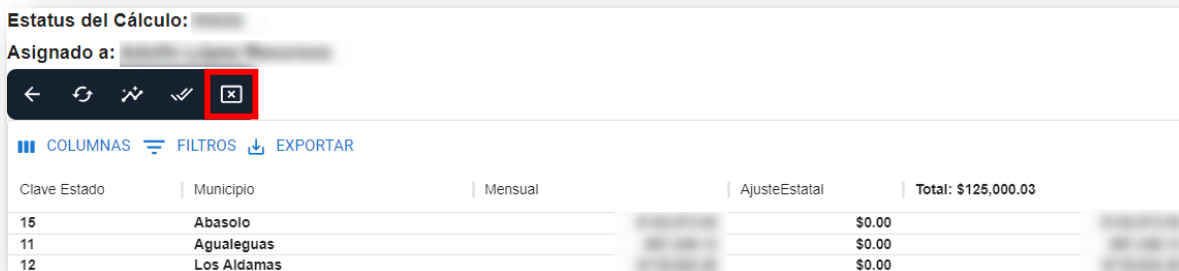 Estatus del Cálculo:
Asignado a:
COLUMNAS FILTROS EXPORTAR
Clave Estado Municipio Mensual AjusteEstatal Total: $125,000.03
15 Abasolo $0.00
11 Agualeguas $0.00
12 Los Aldamas $0.00